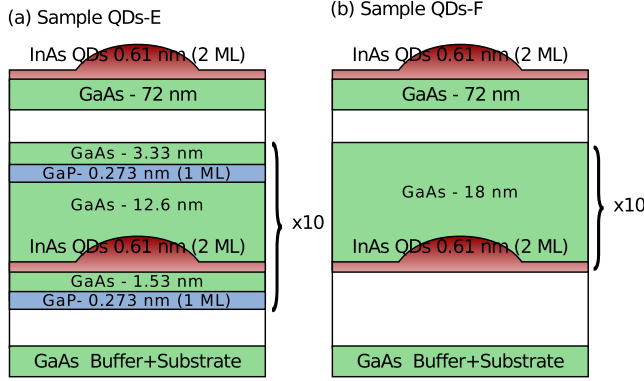 (a) Sample QDs-E
InAs QDs 0.61 nm (2 ML)
GaAs - 72 nm
GaAs - 3.33 nm
GaP- 0.273 nm (1 ML)
GaAs - 12.6 nm
InAs QDs 0.61 nm (2 ML)
GaAs - 1.53 nm
GaP- 0.273 nm (1 ML)
x10
GaAs Buffer+Substrate
(b) Sample QDs-F
InAs QDs 0.61 nm (2 ML)
GaAs - 72 nm
GaAs - 18 nm
InAs QDs 0.61 nm (2 ML)
x10
GaAs Buffer+Substrate